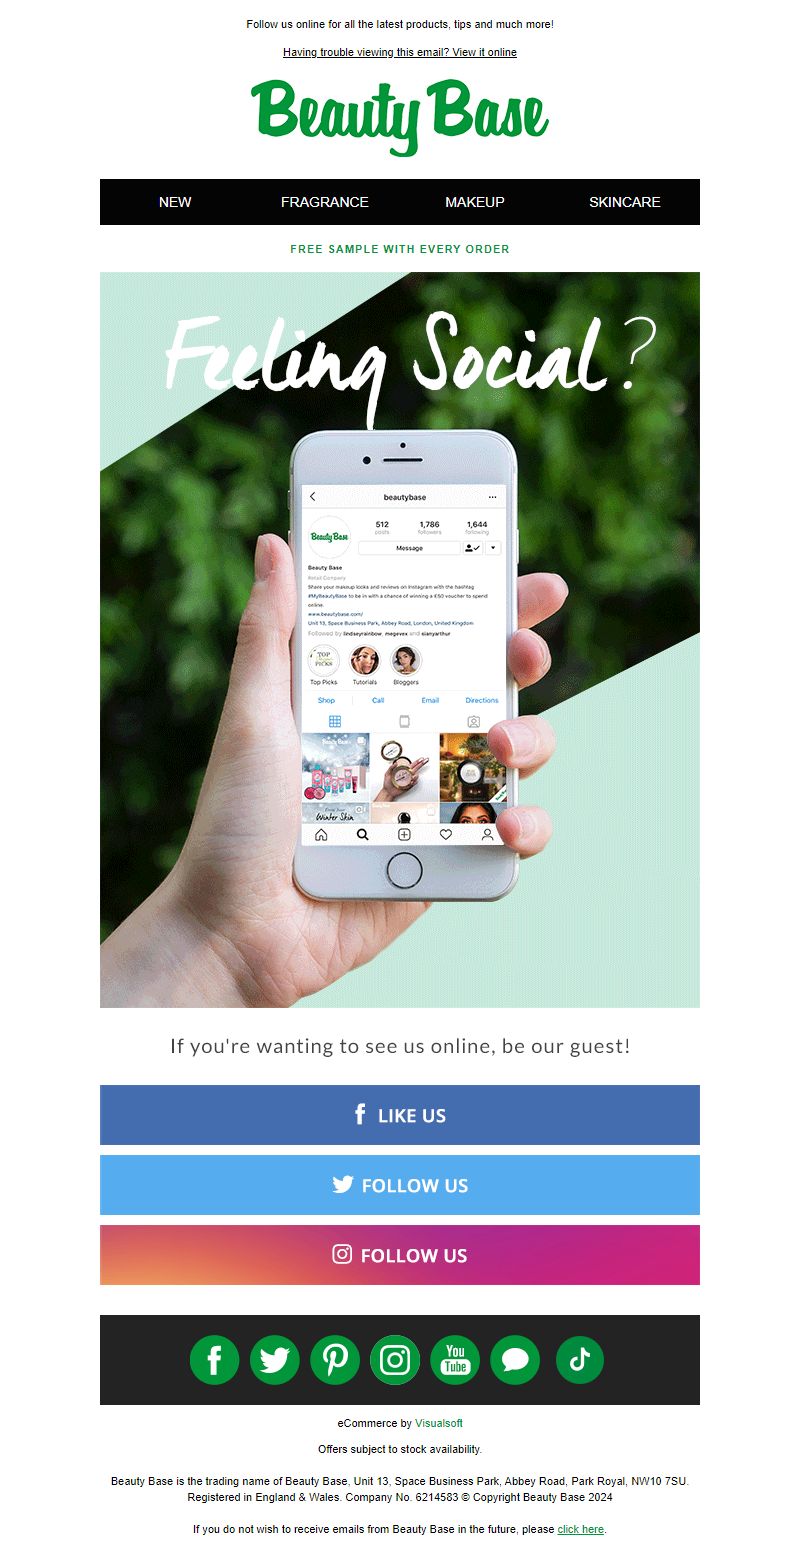 Follow us online for all the latest products, tips and much more!
Having trouble viewing this email? View it online
Beauty Base
NEW FRAGRANCE MAKEUP SKINCARE
FREE SAMPLE WITH EVERY ORDER
Feeling Social?
beautybase
512 1,786 1,644
posts followers following
Beauty Base
Message
Beauty Base
Retail Company
Share your makeup looks and reviews on Instagram with the hashtag
#MyBeautyBase to be in with a chance of winning a £50 voucher to spend
online.
www.beautybase.com/
Unit 13, Space Business Park, Abbey Road, London, United Kingdom
Followed by lindseyrainbow, megevex and sianyarthur
TOP
PICKS
Top Picks Tutorials Bloggers
Shop Call Email Directions
Beauty Base
Winter Skin
If you're wanting to see us online, be our guest!
LIKE US
FOLLOW US
FOLLOW US
You
Tube
eCommerce by Visualsoft
Offers subject to stock availability.
Beauty Base is the trading name of Beauty Base, Unit 13, Space Business Park, Abbey Road, Park Royal, NW10 7SU.
Registered in England & Wales. Company No. 6214583 © Copyright Beauty Base 2024
If you do not wish to receive emails from Beauty Base in the future, please click here.